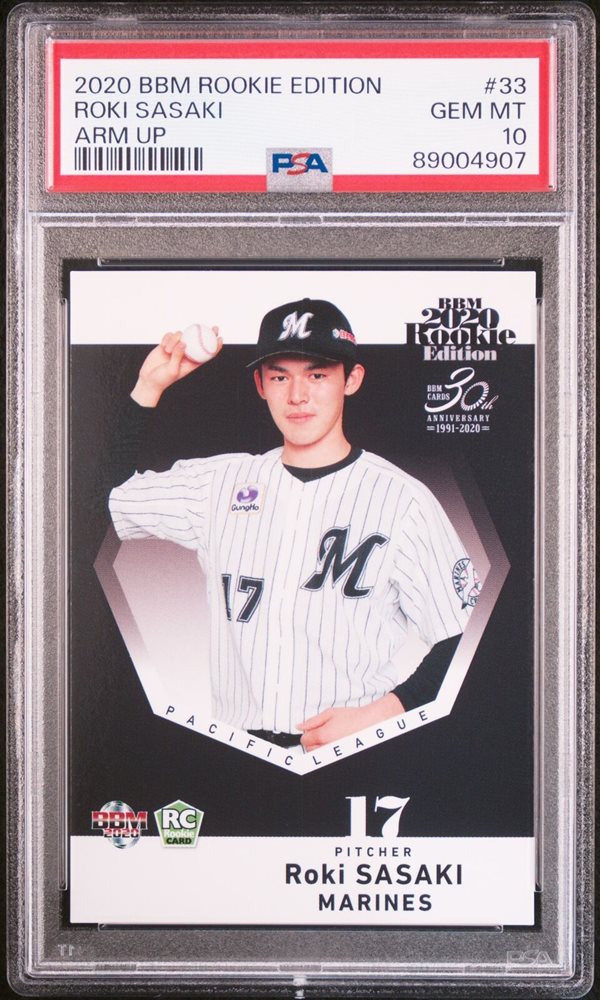 2020 BBM ROOKIE EDITION #33
ROKI SASAKI GEM MT
ARM UP 10
PSA 89004907
BBM
2020
Rookie
Edition
BBM
CARDS 30th
ANNIVERSARY
1991-2020
M
GungHo
17
M
PACIFIC LEAGUE
BBM
2020
RC
Rookie
CARD
17
PITCHER
Roki SASAKI
MARINES
PSA